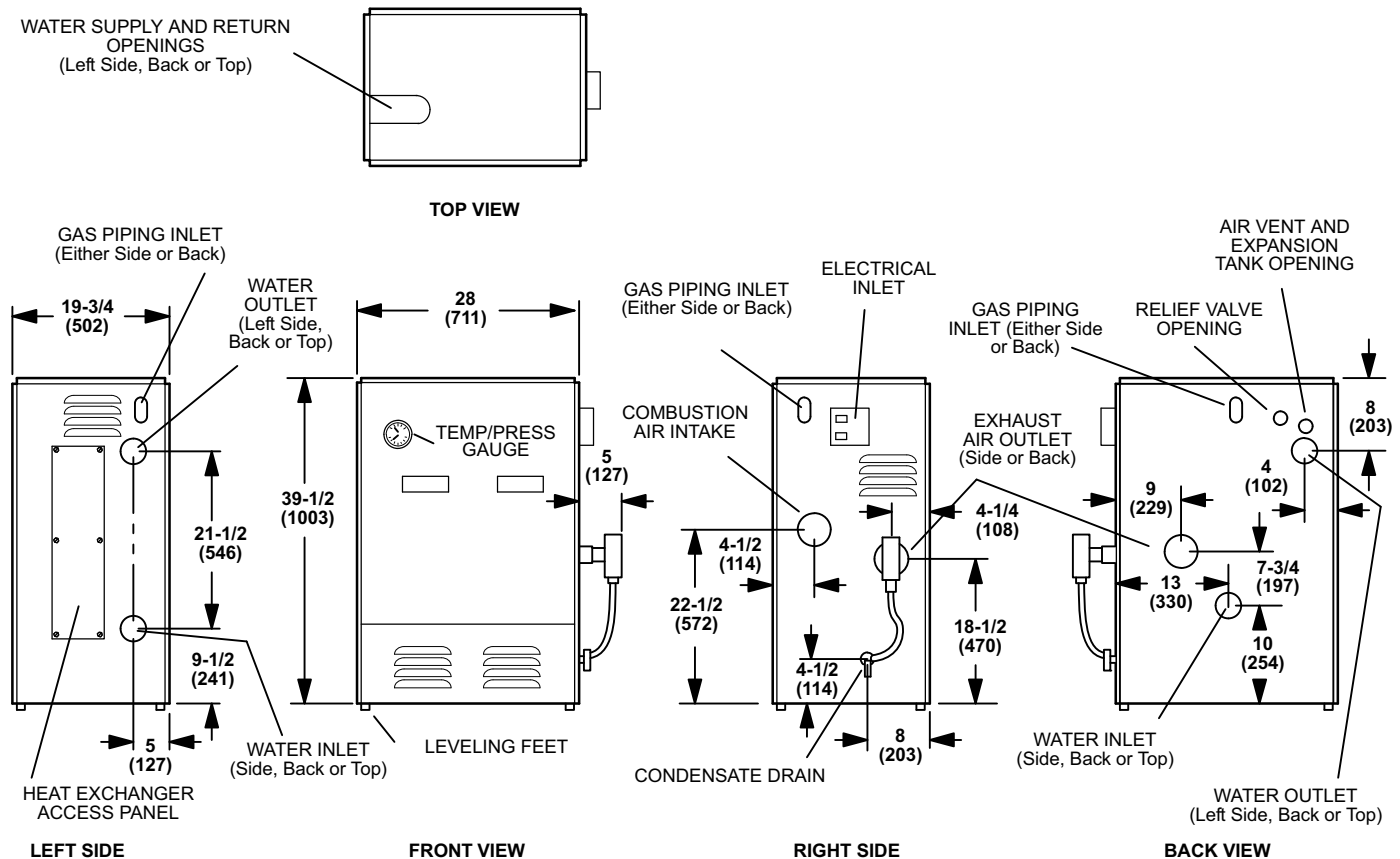 WATER SUPPLY AND RETURN
OPENINGS
(Left Side, Back or Top)
TOP VIEW
GAS PIPING INLET
(Either Side or Back)
WATER
OUTLET
(Left Side,
Back or Top)
19-3/4
(502)
21-1/2
(546)
9-1/2
(241)
5
(127)
WATER INLET
(Side, Back or Top)
HEAT EXCHANGER
ACCESS PANEL
LEFT SIDE
28
(711)
TEMP/PRESS
GAUGE
39-1/2
(1003)
5
(127)
LEVELING FEET
FRONT VIEW
GAS PIPING INLET
(Either Side or Back)
ELECTRICAL
INLET
COMBUSTION
AIR INTAKE
EXHAUST
AIR OUTLET
(Side or Back)
4-1/2
(114)
4-1/4
(108)
22-1/2
(572)
18-1/2
(470)
4-1/2
(114)
8
(203)
CONDENSATE DRAIN
RIGHT SIDE
AIR VENT AND
EXPANSION
TANK OPENING
GAS PIPING
INLET (Either Side
or Back)
RELIEF VALVE
OPENING
8
(203)
4
(102)
9
(229)
7-3/4
(197)
13
(330)
10
(254)
WATER INLET
(Side, Back or Top)
WATER OUTLET
(Left Side, Back or Top)
BACK VIEW